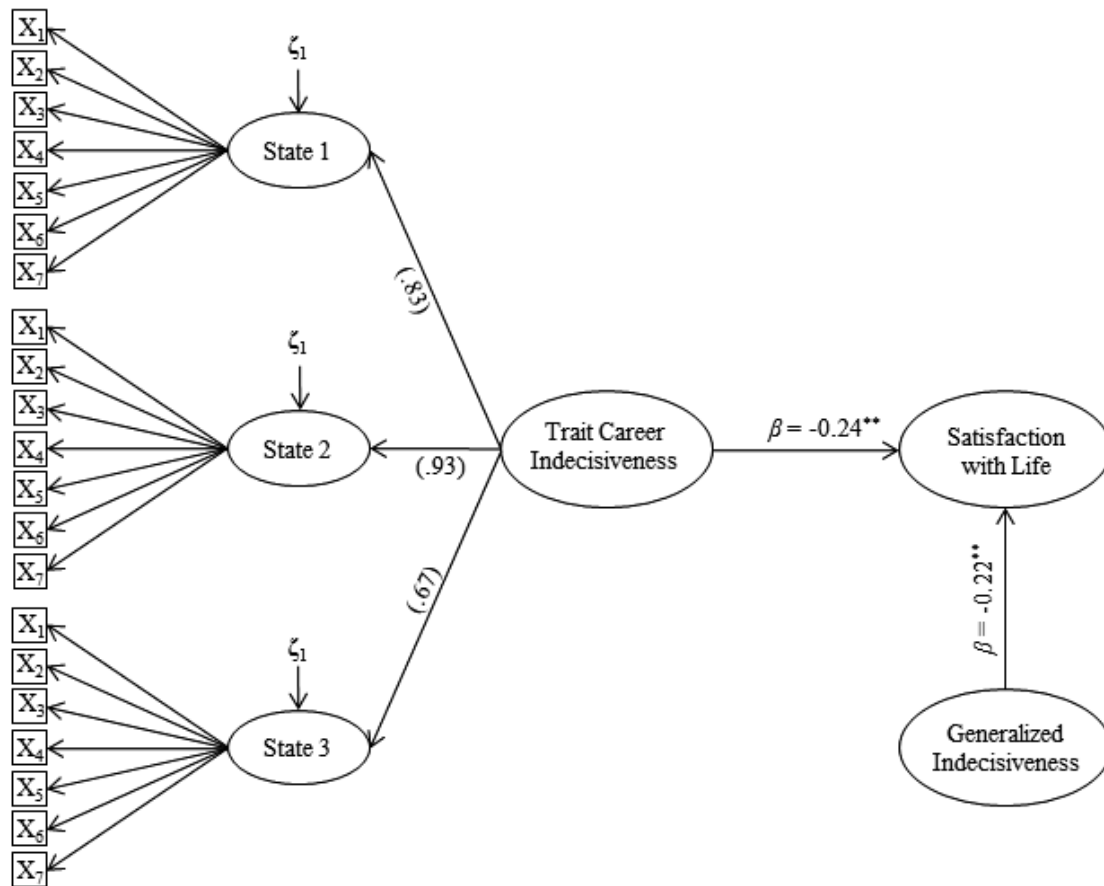 X₁
X₂
X₃
X₄
X₅
X₆
X₇
ζ₁
State 1
(.83)
X₁
X₂
X₃
X₄
X₅
X₆
X₇
ζ₁
State 2
(.93)
Trait Career
Indecisiveness
β = -0.24**
Satisfaction
with Life
X₁
X₂
X₃
X₄
X₅
X₆
X₇
ζ₁
State 3
(.67)
β = -0.22**
Generalized
Indecisiveness